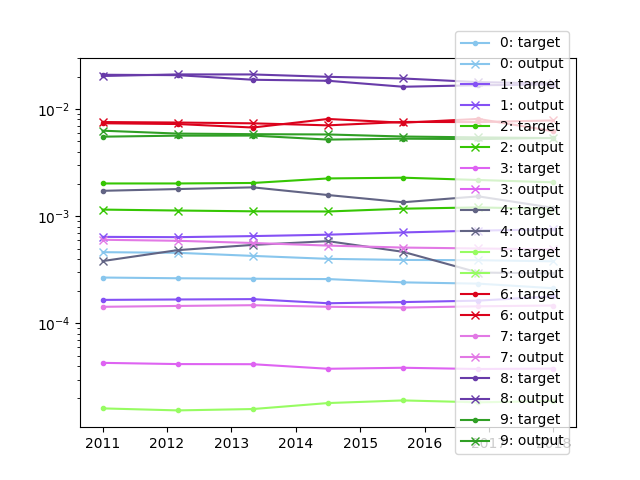 10⁻²
10⁻³
10⁻⁴
2011 2012 2013 2014 2015 2016 2017 2018
0: target
0: output
1: target
1: output
2: target
2: output
3: target
3: output
4: target
4: output
5: target
5: output
6: target
6: output
7: target
7: output
8: target
8: output
9: target
9: output